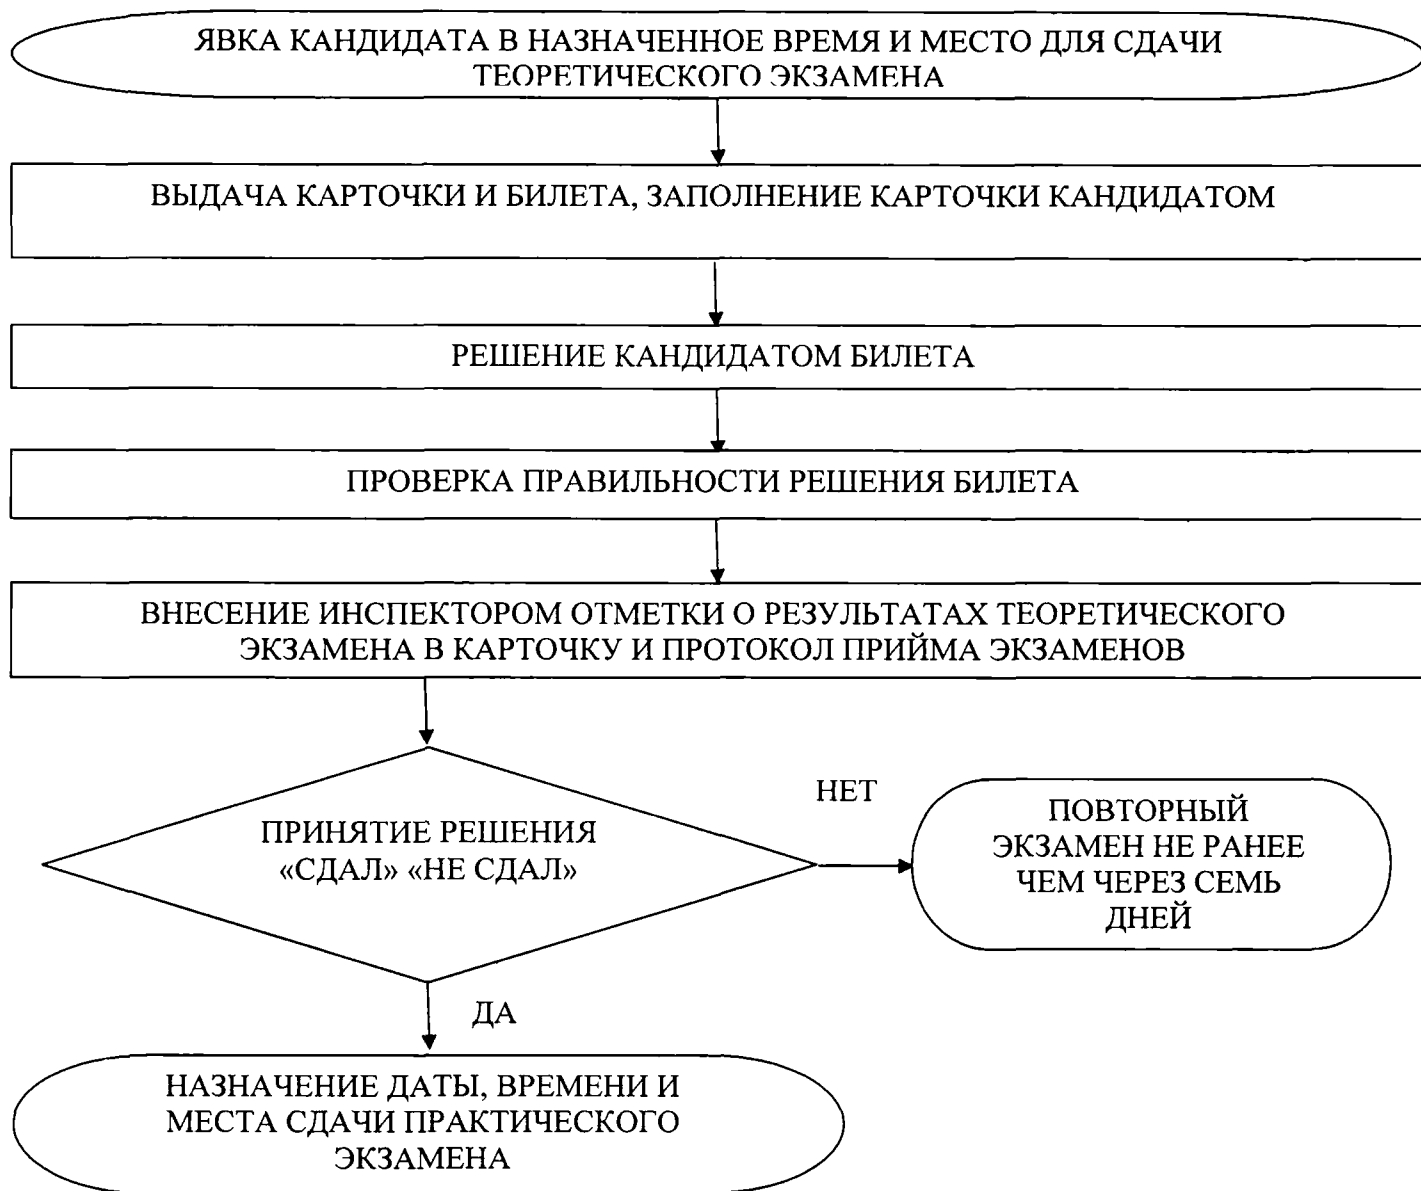 ЯВКА КАНДИДАТА В НАЗНАЧЕННОЕ ВРЕМЯ И МЕСТО ДЛЯ СДАЧИ
ТЕОРЕТИЧЕСКОГО ЭКЗАМЕНА
ВЫДАЧА КАРТОЧКИ И БИЛЕТА, ЗАПОЛНЕНИЕ КАРТОЧКИ КАНДИДАТОМ
РЕШЕНИЕ КАНДИДАТОМ БИЛЕТА
ПРОВЕРКА ПРАВИЛЬНОСТИ РЕШЕНИЯ БИЛЕТА
ВНЕСЕНИЕ ИНСПЕКТОРОМ ОТМЕТКИ О РЕЗУЛЬТАТАХ ТЕОРЕТИЧЕСКОГО
ЭКЗАМЕНА В КАРТОЧКУ И ПРОТОКОЛ ПРИЙМА ЭКЗАМЕНОВ
ПРИНЯТИЕ РЕШЕНИЯ
«СДАЛ» «НЕ СДАЛ»
НЕТ
ПОВТОРНЫЙ
ЭКЗАМЕН НЕ РАНЕЕ
ЧЕМ ЧЕРЕЗ СЕМЬ
ДНЕЙ
ДА
НАЗНАЧЕНИЕ ДАТЫ, ВРЕМЕНИ И
МЕСТА СДАЧИ ПРАКТИЧЕСКОГО
ЭКЗАМЕНА